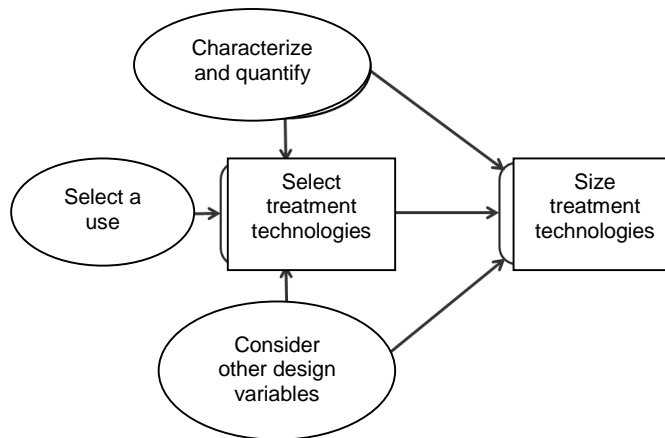 Characterize
and quantify
Select a
use
Select
treatment
technologies
Size
treatment
technologies
Consider
other design
variables